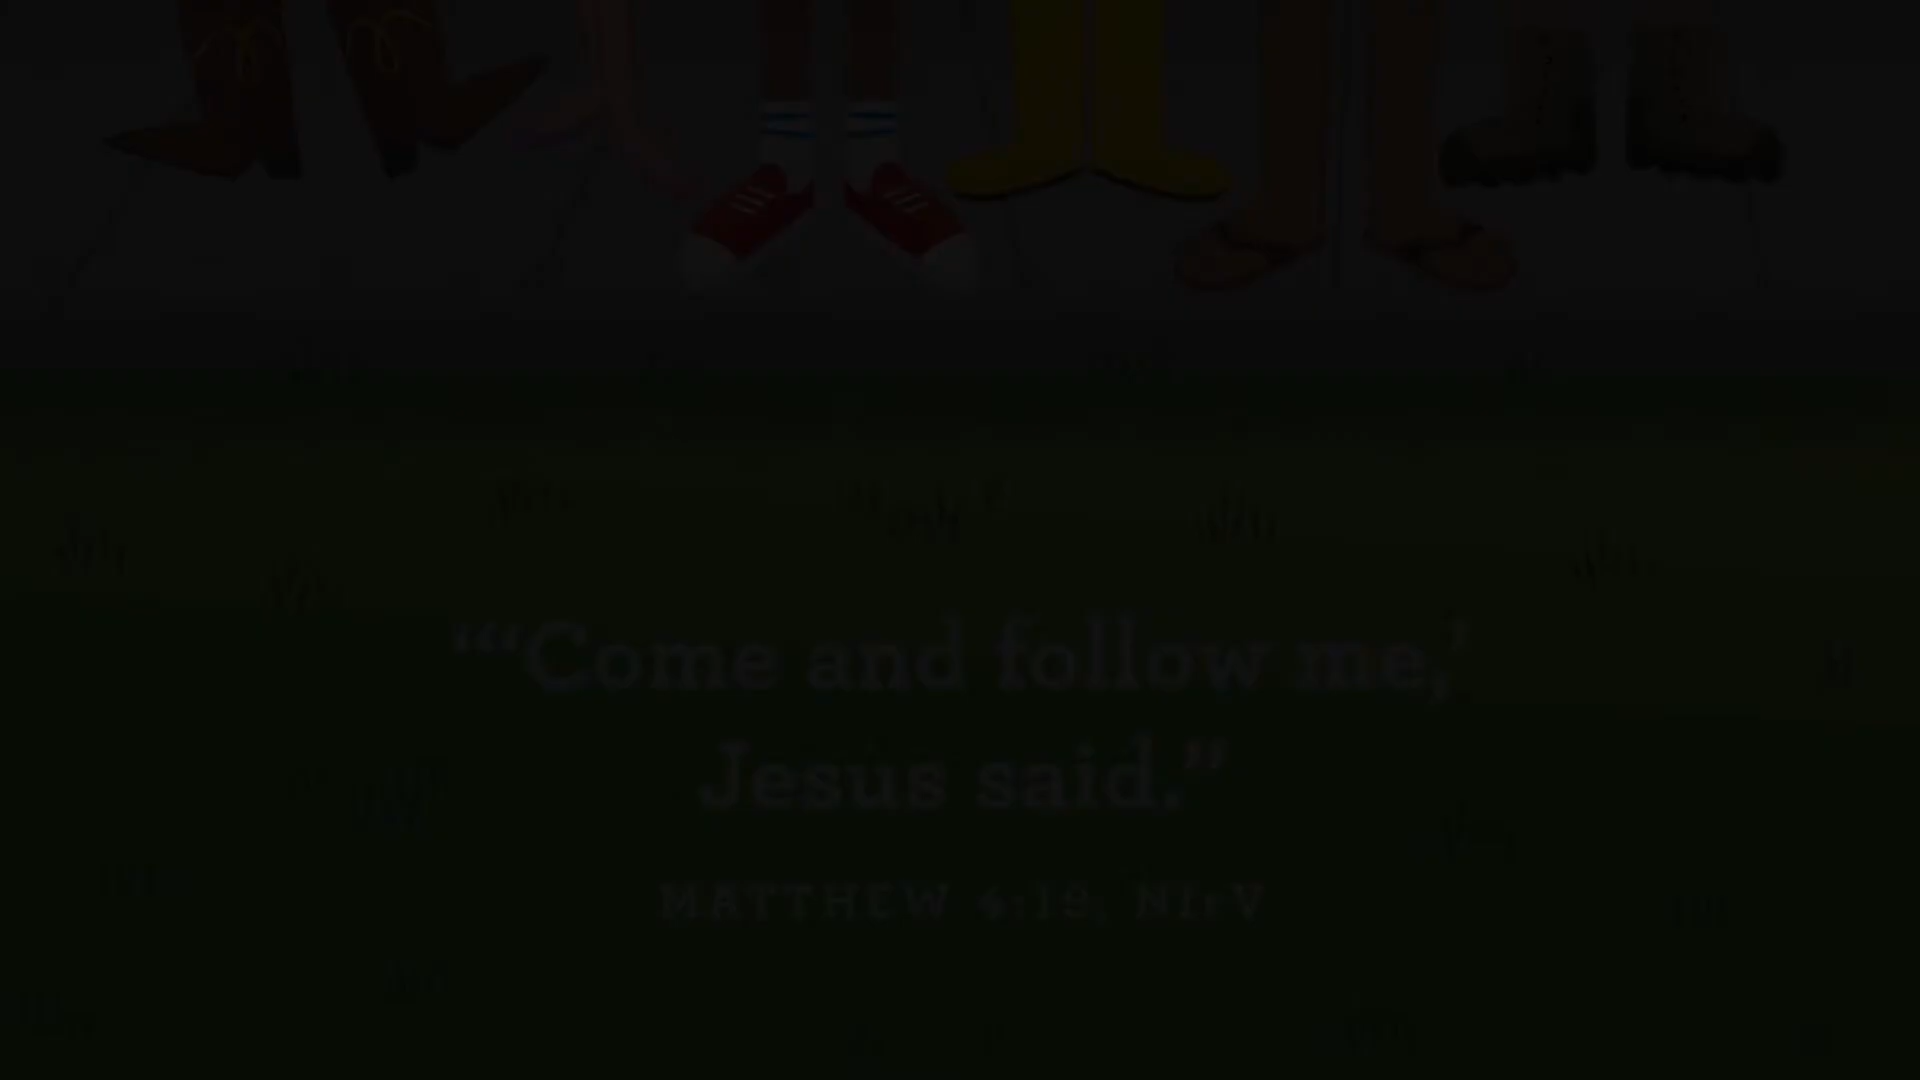 "‘Come and follow me,’
Jesus said."
MATTHEW 4:19, NIrV